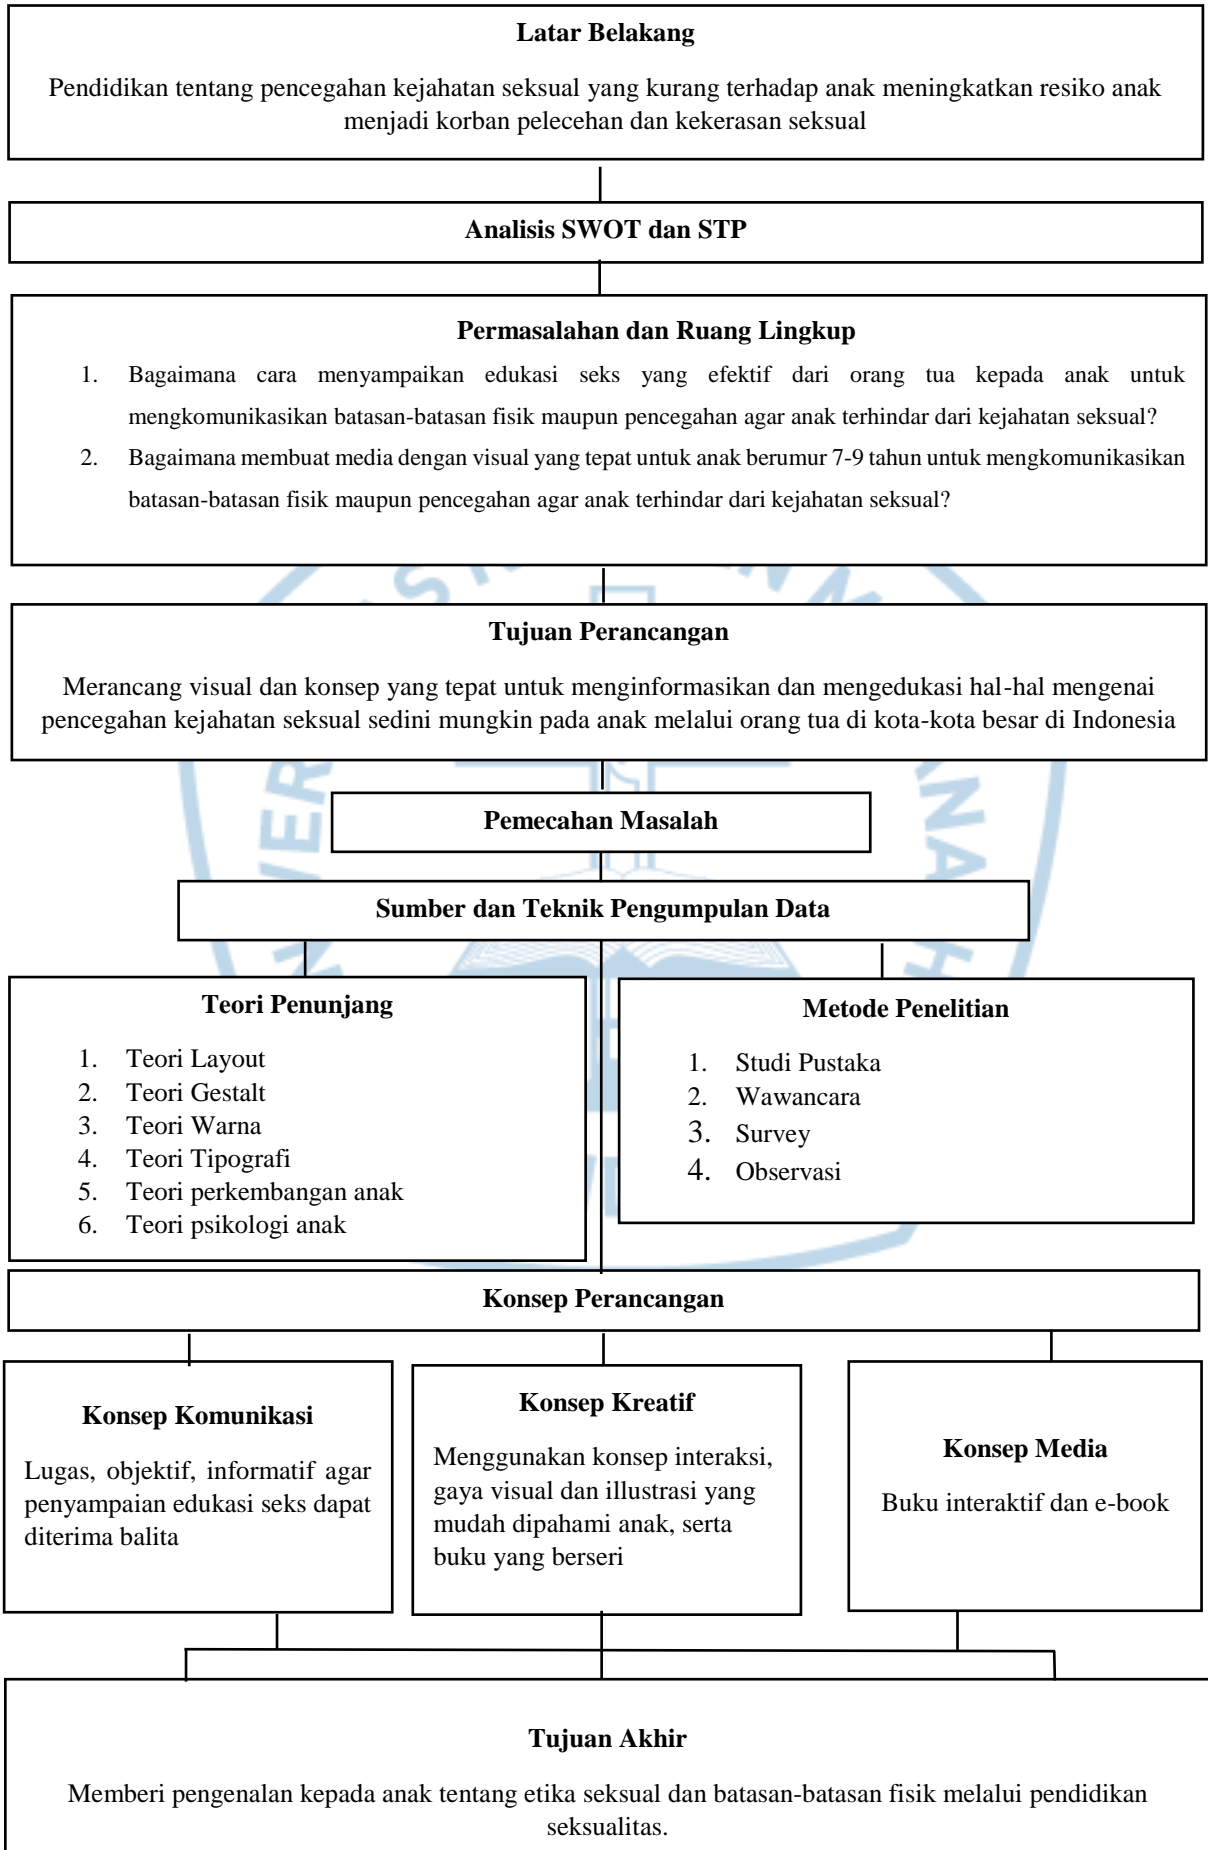 Latar Belakang
Pendidikan tentang pencegahan kejahatan seksual yang kurang terhadap anak meningkatkan resiko anak
menjadi korban pelecehan dan kekerasan seksual
Analisis SWOT dan STP
Permasalahan dan Ruang Lingkup
1. Bagaimana cara menyampaikan edukasi seks yang efektif dari orang tua kepada anak untuk
mengkomunikasikan batasan-batasan fisik maupun pencegahan agar anak terhindar dari kejahatan seksual?
2. Bagaimana membuat media dengan visual yang tepat untuk anak berumur 7-9 tahun untuk mengkomunikasikan
batasan-batasan fisik maupun pencegahan agar anak terhindar dari kejahatan seksual?
Tujuan Perancangan
Merancang visual dan konsep yang tepat untuk menginformasikan dan mengedukasi hal-hal mengenai
pencegahan kejahatan seksual sedini mungkin pada anak melalui orang tua di kota-kota besar di Indonesia
Pemecahan Masalah
Sumber dan Teknik Pengumpulan Data
Teori Penunjang
1. Teori Layout
2. Teori Gestalt
3. Teori Warna
4. Teori Tipografi
5. Teori perkembangan anak
6. Teori psikologi anak
Metode Penelitian
1. Studi Pustaka
2. Wawancara
3. Survey
4. Observasi
Konsep Perancangan
Konsep Komunikasi
Lugas, objektif, informatif agar
penyampaian edukasi seks dapat
diterima balita
Konsep Kreatif
Menggunakan konsep interaksi,
gaya visual dan illustrasi yang
mudah dipahami anak, serta
buku yang berseri
Konsep Media
Buku interaktif dan e-book
Tujuan Akhir
Memberi pengenalan kepada anak tentang etika seksual dan batasan-batasan fisik melalui pendidikan
seksualitas.